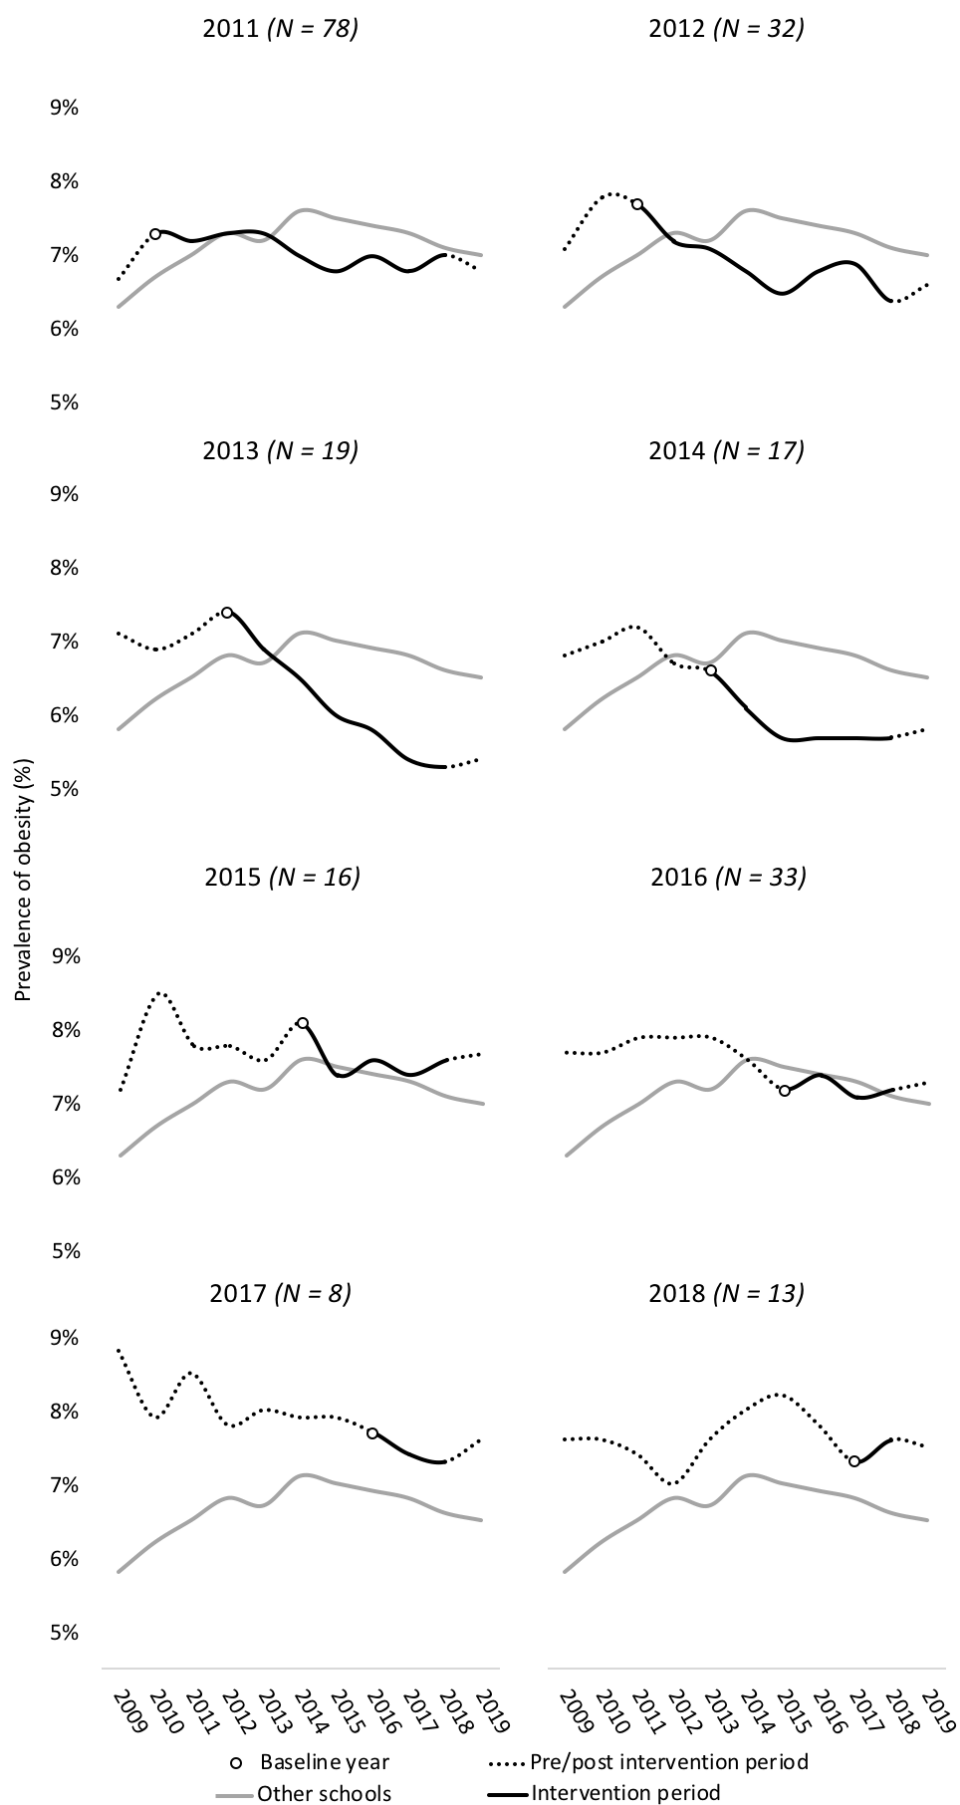 2011 (N = 78)
2012 (N = 32)
9%
8%
7%
6%
5%
2013 (N = 19)
2014 (N = 17)
9%
8%
7%
6%
5%
Prevalence of obesity (%)
2015 (N = 16)
2016 (N = 33)
9%
8%
7%
6%
5%
2017 (N = 8)
2018 (N = 13)
9%
8%
7%
6%
5%
2009 2010 2011 2012 2013 2014 2015 2016 2017 2018 2019
2009 2010 2011 2012 2013 2014 2015 2016 2017 2018 2019
Baseline year
Pre/post intervention period
Other schools
Intervention period